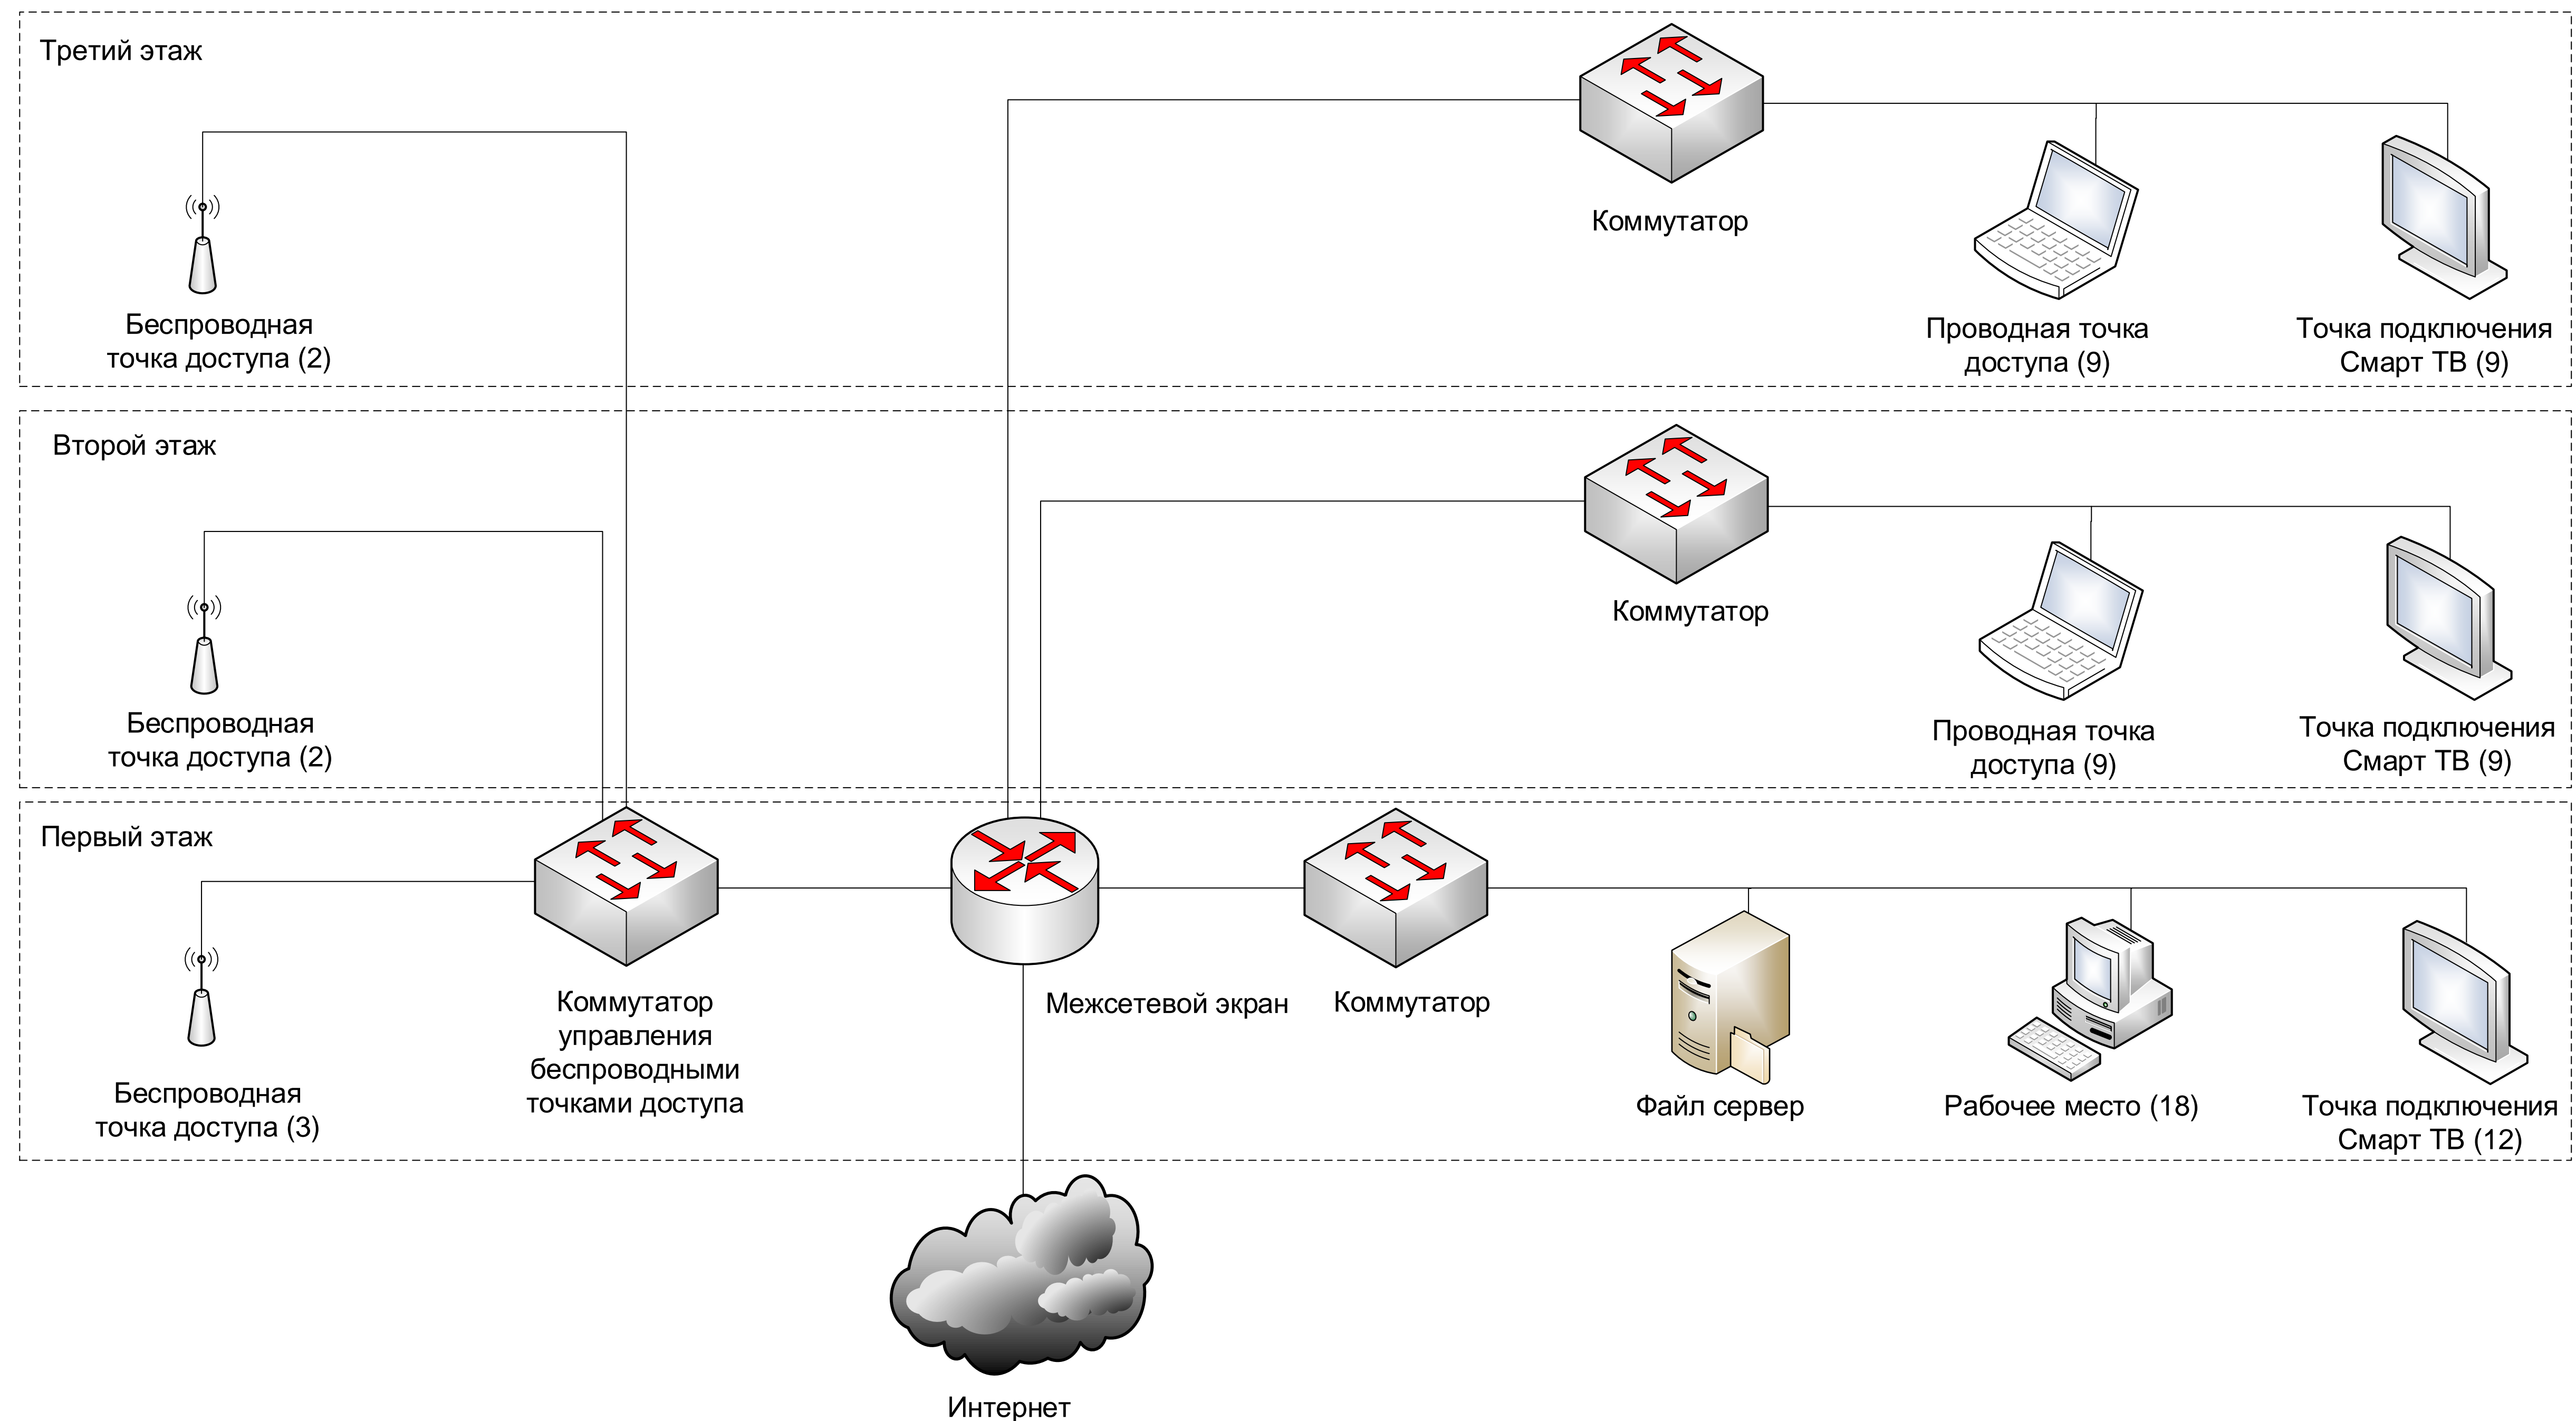 Третий этаж
Коммутатор
Беспроводная
точка доступа (2)
Проводная точка
доступа (9)
Точка подключения
Смарт ТВ (9)
Второй этаж
Коммутатор
Беспроводная
точка доступа (2)
Проводная точка
доступа (9)
Точка подключения
Смарт ТВ (9)
Первый этаж
Беспроводная
точка доступа (3)
Коммутатор
управления
беспроводными
точками доступа
Межсетевой экран
Коммутатор
Файл сервер
Рабочее место (18)
Точка подключения
Смарт ТВ (12)
Интернет